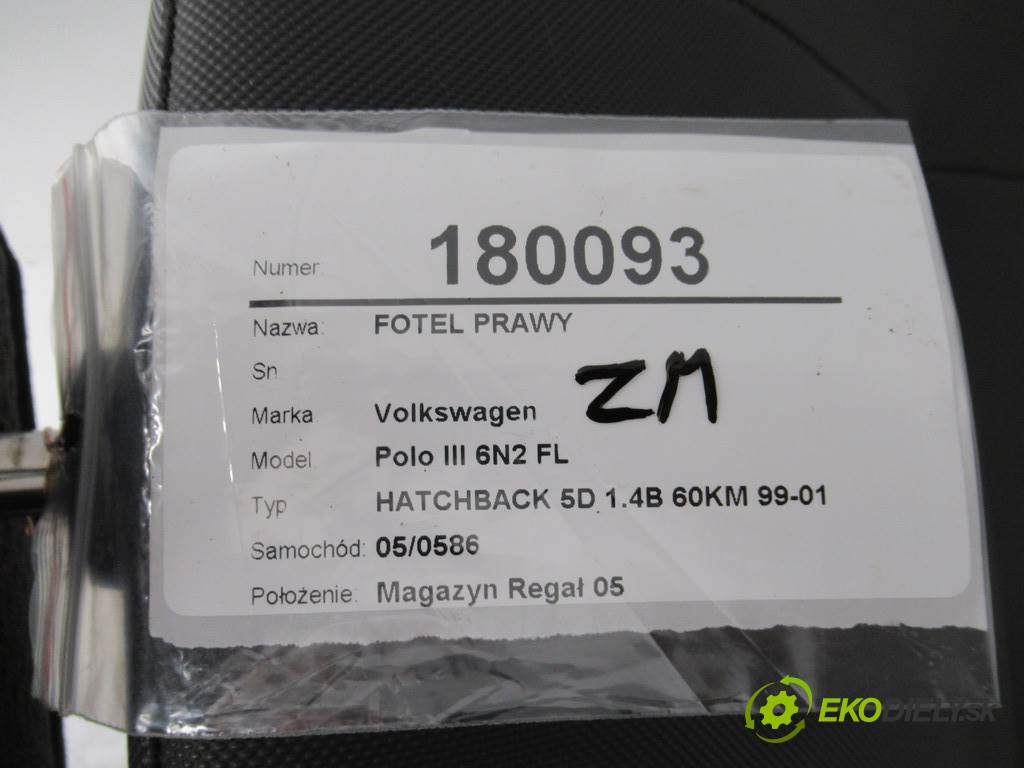 Numer: 180093
Nazwa: FOTEL PRAWY
Sn
ZM
Marka Volkswagen
Model Polo III 6N2 FL
Typ HATCHBACK 5D 1.4B 60KM 99-01
Samochód: 05/0586
Położenie: Magazyn Regał 05
EKODIELY.SK